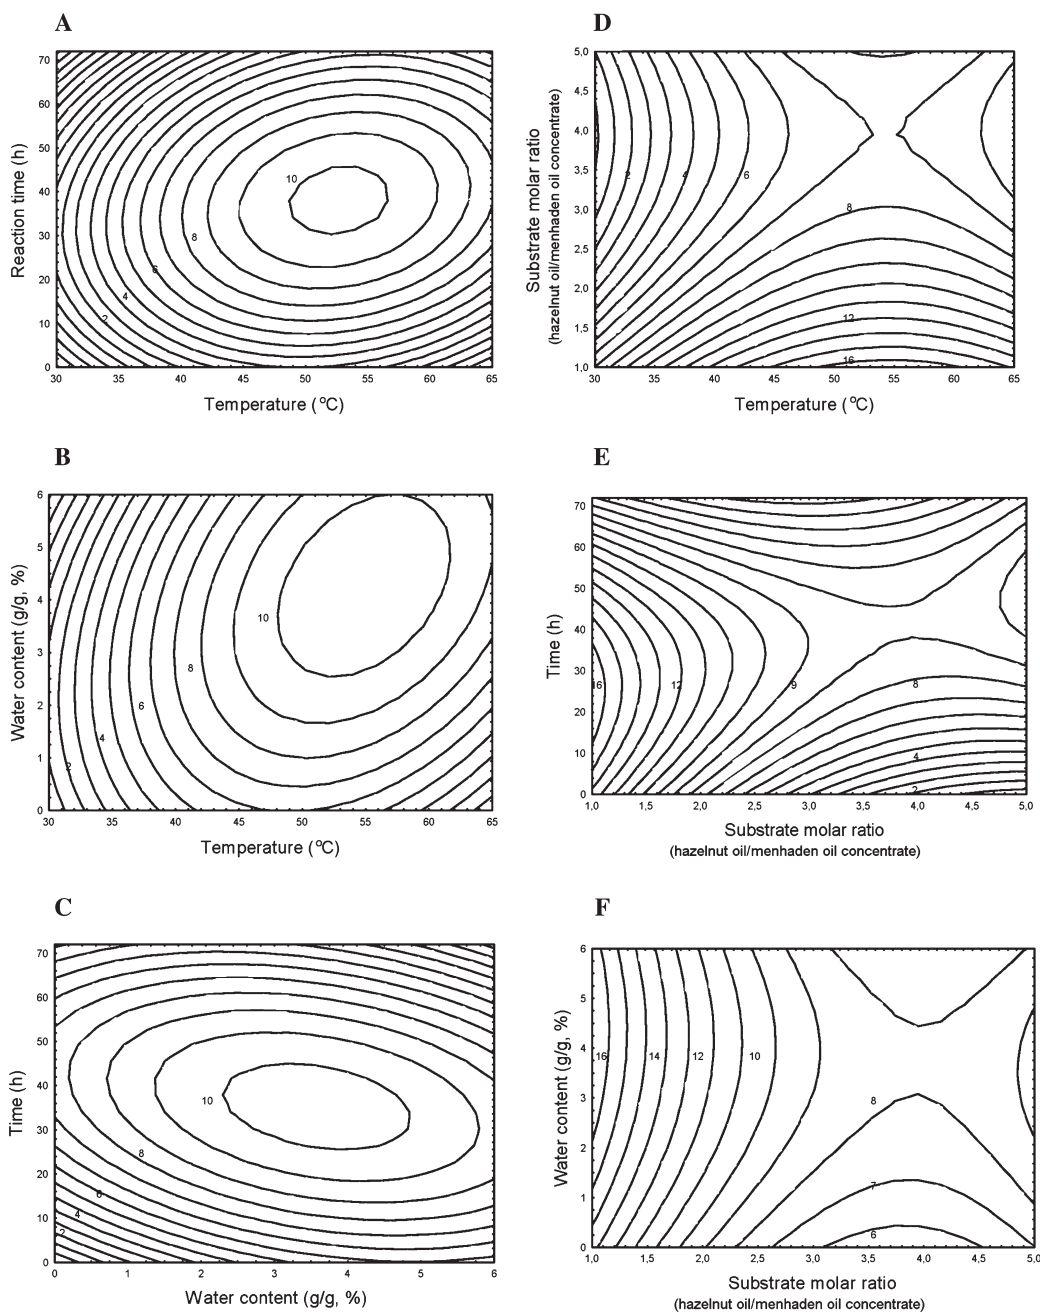 A
Reaction time (h)
70
60
50
40
30
20
10
0
10
8
6
4
2
30 35 40 45 50 55 60 65
Temperature (°C)
D
Substrate molar ratio
(hazelnut oil/menhaden oil concentrate)
5,0
4,5
4,0
3,5
3,0
2,5
2,0
1,5
1,0
2 4 6
8
12
16
30 35 40 45 50 55 60 65
Temperature (°C)
B
Water content (g/g, %)
6
5
4
3
2
1
0
10
8
6
4
2
30 35 40 45 50 55 60 65
Temperature (°C)
E
Time (h)
70
60
50
40
30
20
10
0
16 12 9 8
4
2
1,0 1,5 2,0 2,5 3,0 3,5 4,0 4,5 5,0
Substrate molar ratio
(hazelnut oil/menhaden oil concentrate)
C
Time (h)
70
60
50
40
30
20
10
0
10
8
6
4
2
0 1 2 3 4 5 6
Water content (g/g, %)
F
Water content (g/g, %)
6
5
4
3
2
1
0
16 14 12 10
8
7
6
1,0 1,5 2,0 2,5 3,0 3,5 4,0 4,5 5,0
Substrate molar ratio
(hazelnut oil/menhaden oil concentrate)